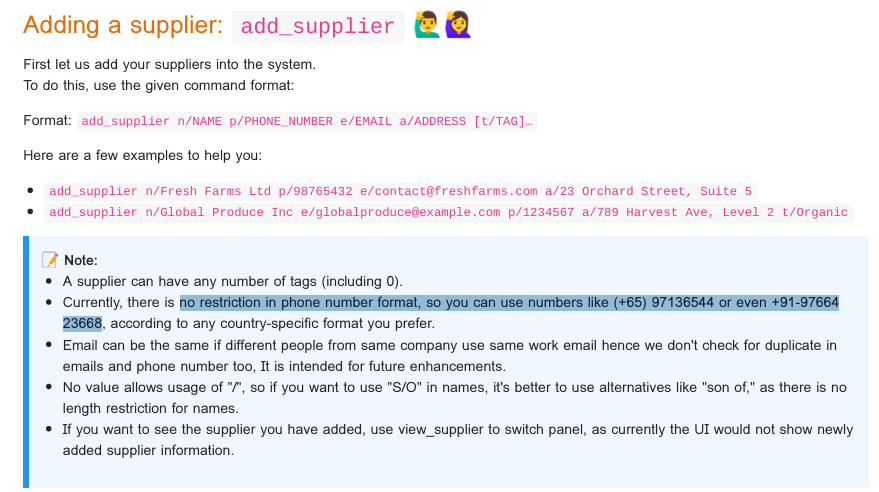 Adding a supplier: add_supplier 🙋‍♂️🙋‍♀️
First let us add your suppliers into the system.
To do this, use the given command format:
Format: add_supplier n/NAME p/PHONE_NUMBER e/EMAIL a/ADDRESS [t/TAG]…
Here are a few examples to help you:
• add_supplier n/Fresh Farms Ltd p/98765432 e/contact@freshfarms.com a/23 Orchard Street, Suite 5
• add_supplier n/Global Produce Inc e/globalproduce@example.com p/1234567 a/789 Harvest Ave, Level 2 t/Organic
📝 Note:
• A supplier can have any number of tags (including 0).
• Currently, there is no restriction in phone number format, so you can use numbers like (+65) 97136544 or even +91-97664
23668, according to any country-specific format you prefer.
• Email can be the same if different people from same company use same work email hence we don't check for duplicate in
emails and phone number too, It is intended for future enhancements.
• No value allows usage of "/", so if you want to use "S/O" in names, it's better to use alternatives like "son of," as there is no
length restriction for names.
• If you want to see the supplier you have added, use view_supplier to switch panel, as currently the UI would not show newly
added supplier information.